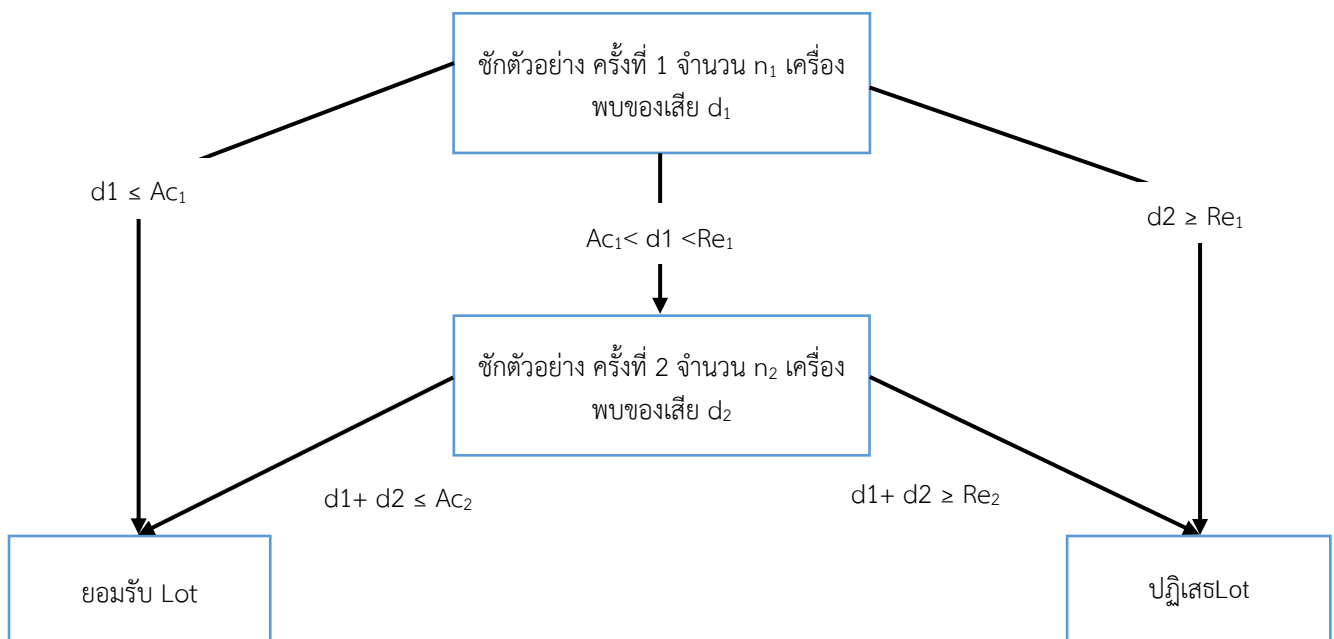 ชักตัวอย่าง ครั้งที่ 1 จำนวน n₁ เครื่อง
พบของเสีย d₁
d1 ≤ Ac₁
d2 ≥ Re₁
Ac₁< d1 <Re₁
ชักตัวอย่าง ครั้งที่ 2 จำนวน n₂ เครื่อง
พบของเสีย d₂
d1+ d2 ≤ Ac₂
d1+ d2 ≥ Re₂
ยอมรับ Lot
ปฏิเสธLot